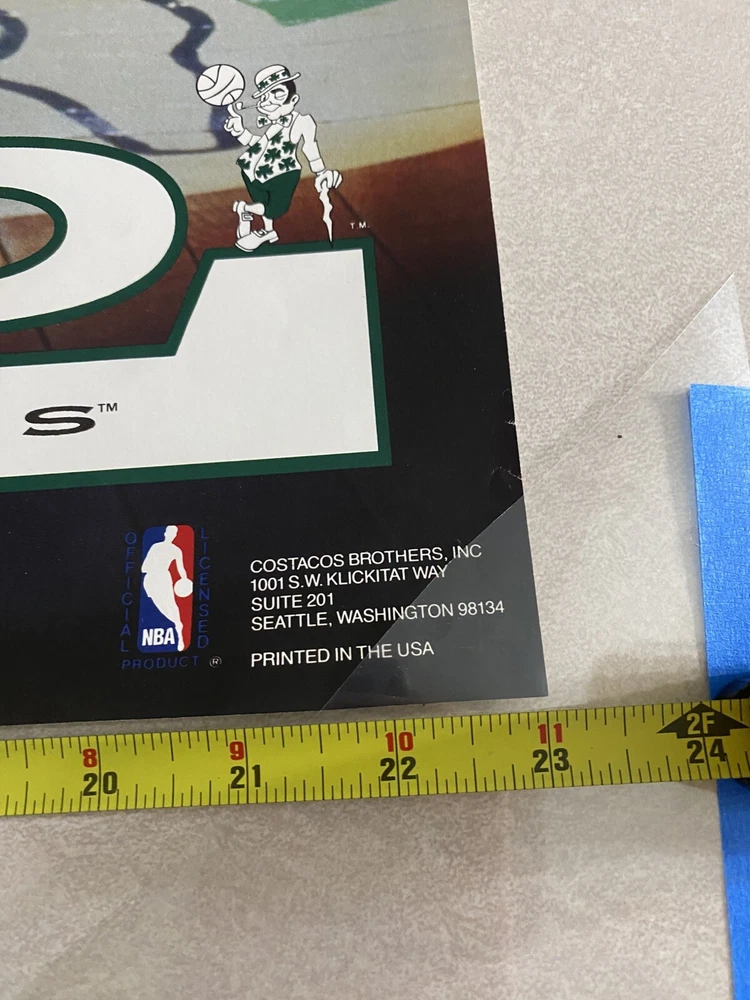 T.M.
S™
OFFICIAL
LICENSED
NBA
PRODUCT ®
COSTACOS BROTHERS, INC
1001 S.W. KLICKITAT WAY
SUITE 201
SEATTLE, WASHINGTON 98134
PRINTED IN THE USA
8 9 10 11 2F
20 21 22 23 24